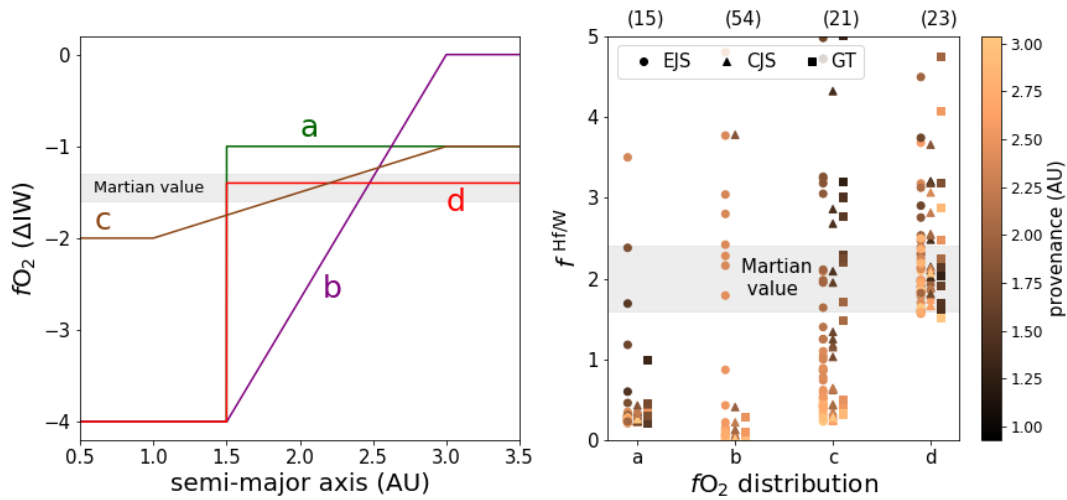 0
−1
−2
−3
−4
fO₂ (ΔIW)
a
Martian value
c
d
b
0.5 1.0 1.5 2.0 2.5 3.0 3.5
semi-major axis (AU)
(15) (54) (21) (23)
5
4
3
2
1
0
f Hf/W
EJS CJS GT
Martian
value
a b c d
fO₂ distribution
3.00
2.75
2.50
2.25
2.00
1.75
1.50
1.25
1.00
provenance (AU)